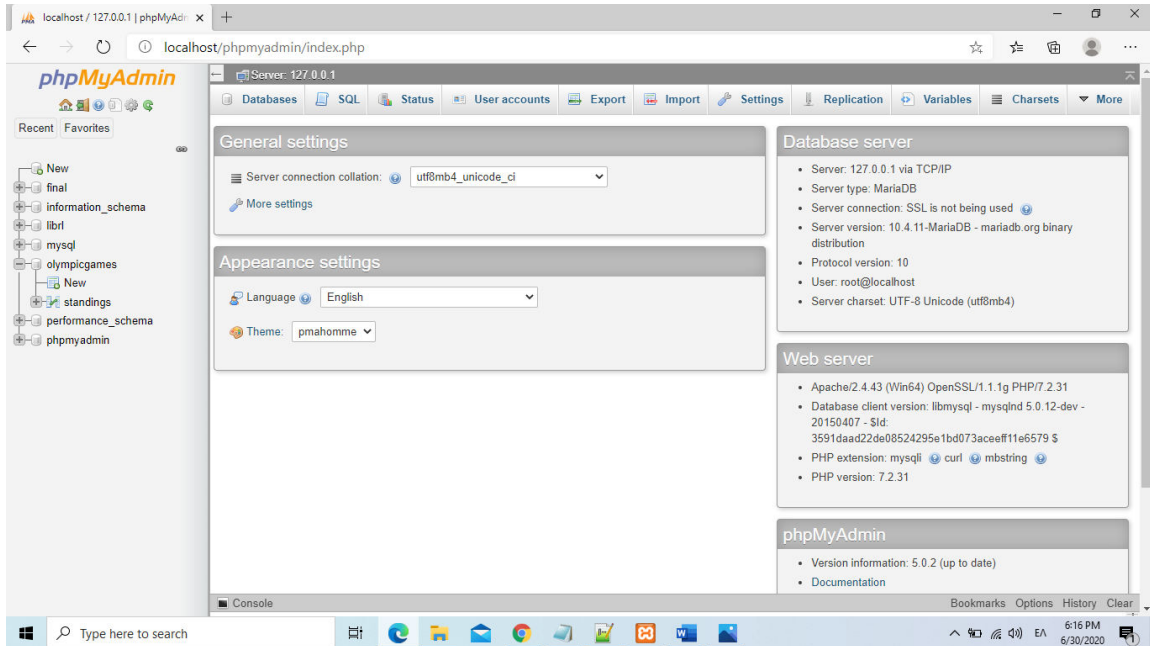 localhost / 127.0.0.1 | phpMyAdn
localhost/phpmyadmin/index.php
phpMyAdmin
Recent Favorites
New
final
information_schema
librl
mysql
olympicgames
New
standings
performance_schema
phpmyadmin
Server: 127.0.0.1
Databases SQL Status User accounts Export Import Settings Replication Variables Charsets More
General settings
Server connection collation: utf8mb4_unicode_ci
More settings
Appearance settings
Language English
Theme: pmahomme
Database server
Server: 127.0.0.1 via TCP/IP
Server type: MariaDB
Server connection: SSL is not being used
Server version: 10.4.11-MariaDB - mariadb.org binary
distribution
Protocol version: 10
User: root@localhost
Server charset: UTF-8 Unicode (utf8mb4)
Web server
Apache/2.4.43 (Win64) OpenSSL/1.1.1g PHP/7.2.31
Database client version: libmysql - mysqlnd 5.0.12-dev -
20150407 - $Id:
3591daad22de08524295e1bd073aceeff11e6579 $
PHP extension: mysqli curl mbstring
PHP version: 7.2.31
phpMyAdmin
Version information: 5.0.2 (up to date)
Documentation
Console
Bookmarks Options History Clear
Type here to search
ΕΛ
6:16 PM
6/30/2020